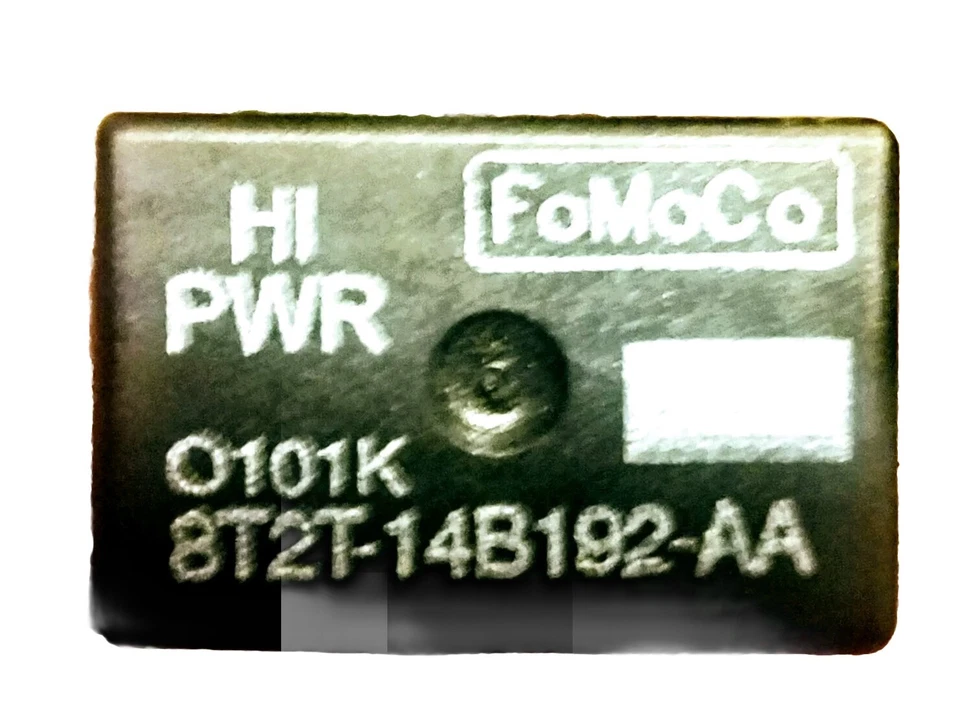 HI
PWR
FoMoCo
O101K
8T2T-14B192-AA